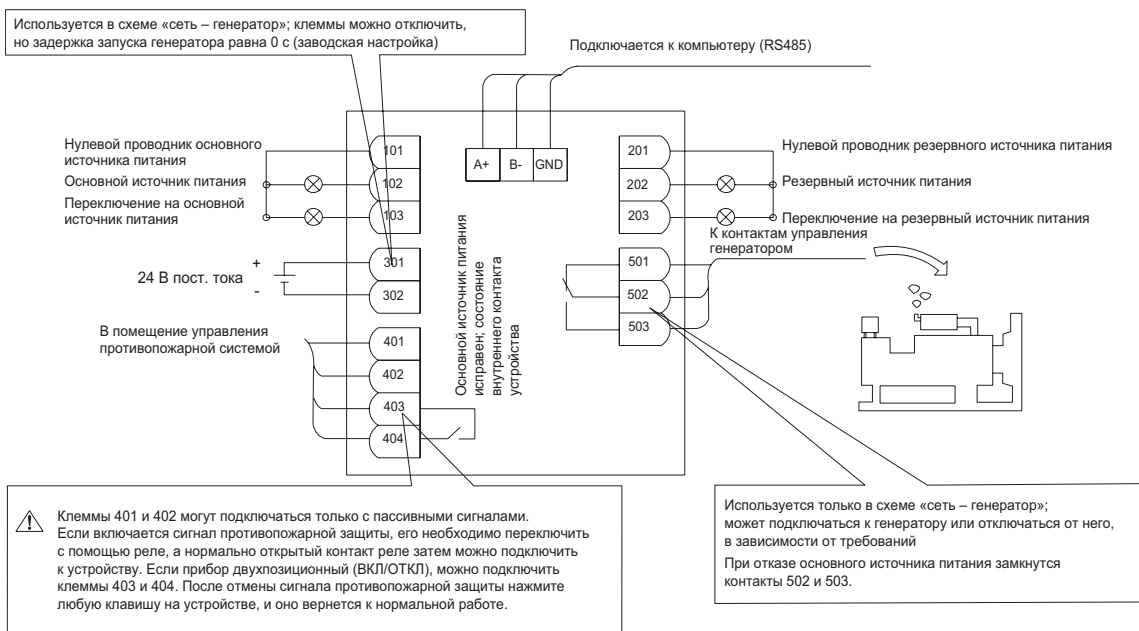 Используется в схеме «сеть – генератор»; клеммы можно отключить,
но задержка запуска генератора равна 0 с (заводская настройка)
Подключается к компьютеру (RS485)
Нулевой проводник основного
источника питания
Основной источник питания
Переключение на основной
источник питания
101
102
103
A+
B-
GND
201
202
203
Нулевой проводник резервного источника питания
Резервный источник питания
Переключение на резервный источник питания
К контактам управления
генератором
24 В пост. тока
+
-
301
302
501
502
503
В помещение управления
противопожарной системой
401
402
403
404
Основной источник питания
исправен; состояние
внутреннего контакта
устройства
Клеммы 401 и 402 могут подключаться только с пассивными сигналами.
Если включается сигнал противопожарной защиты, его необходимо переключить
с помощью реле, а нормально открытый контакт реле затем можно подключить
к устройству. Если прибор двухпозиционный (ВКЛ/ОТКЛ), можно подключить
клеммы 403 и 404. После отмены сигнала противопожарной защиты нажмите
любую клавишу на устройстве, и оно вернется к нормальной работе.
Используется только в схеме «сеть – генератор»;
может подключаться к генератору или отключаться от него,
в зависимости от требований
При отказе основного источника питания замкнутся
контакты 502 и 503.